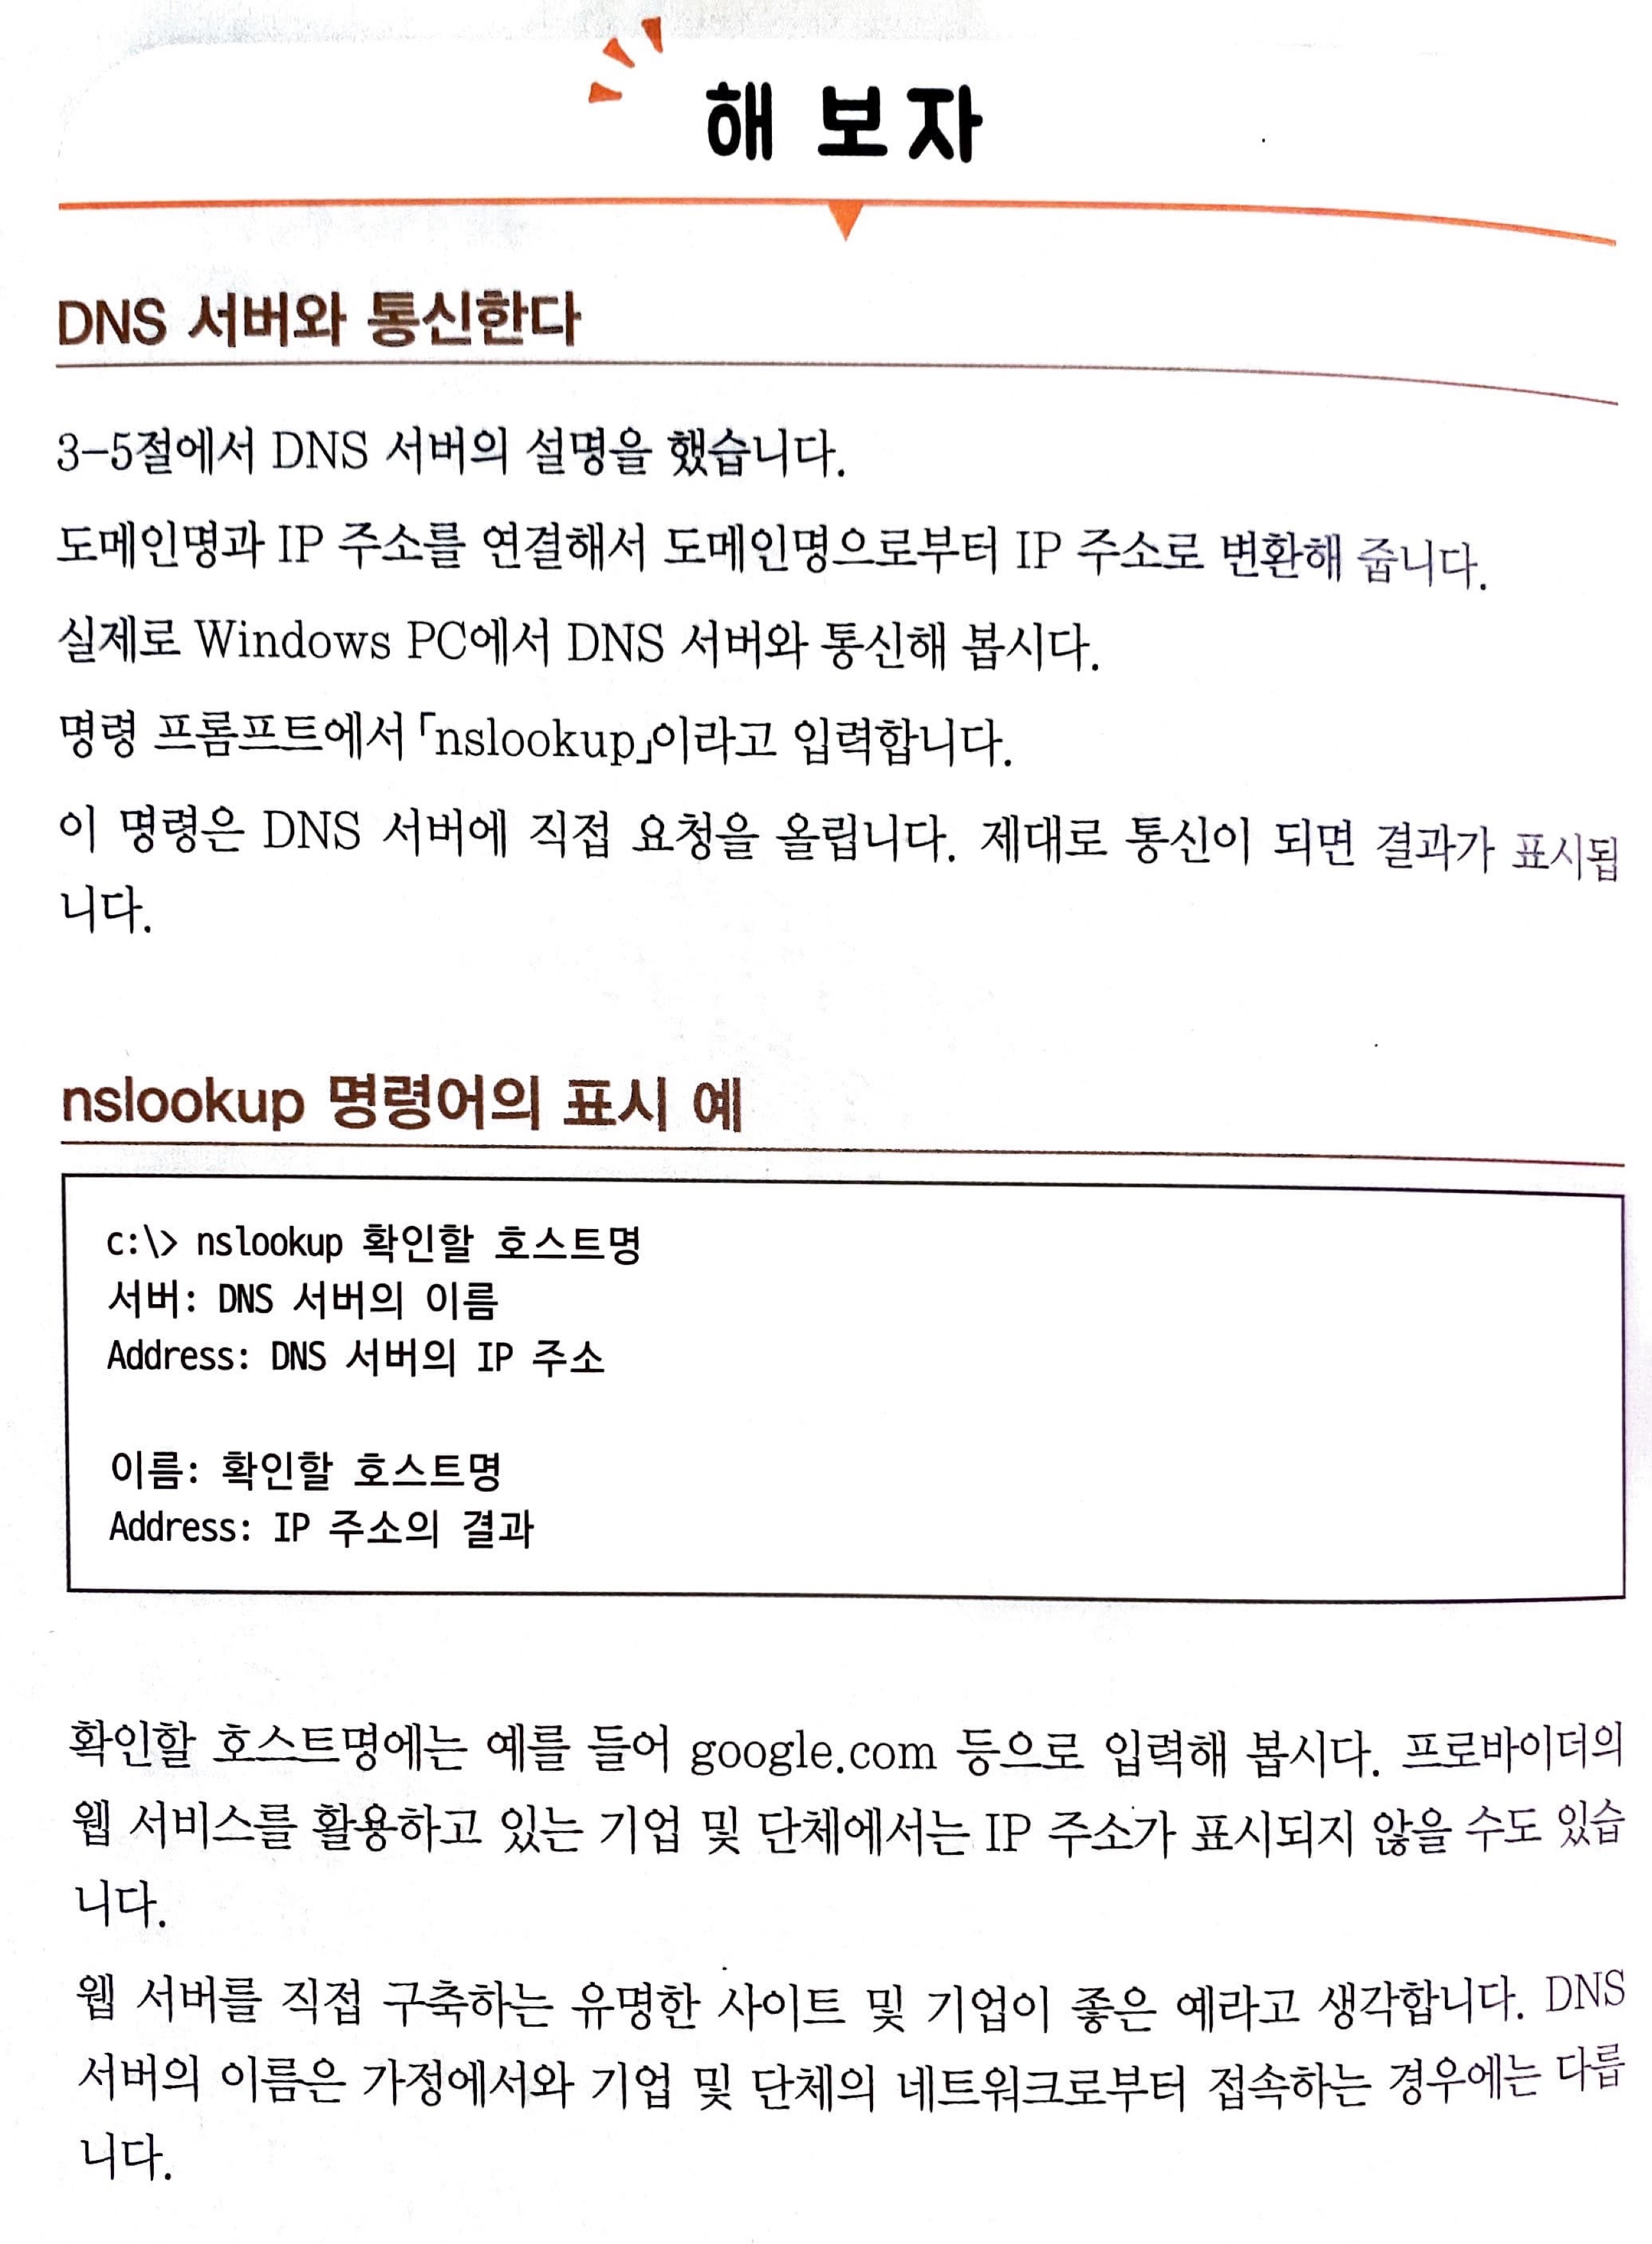 해 보자
DNS 서버와 통신한다
3-5절에서 DNS 서버의 설명을 했습니다.
도메인명과 IP 주소를 연결해서 도메인명으로부터 IP 주소로 변환해 줍니다.
실제로 Windows PC에서 DNS 서버와 통신해 봅시다.
명령 프롬프트에서 「nslookup」이라고 입력합니다.
이 명령은 DNS 서버에 직접 요청을 올립니다. 제대로 통신이 되면 결과가 표시됩
니다.
nslookup 명령어의 표시 예
c:\> nslookup 확인할 호스트명
서버: DNS 서버의 이름
Address: DNS 서버의 IP 주소
이름: 확인할 호스트명
Address: IP 주소의 결과
확인할 호스트명에는 예를 들어 google.com 등으로 입력해 봅시다. 프로바이더의
웹 서비스를 활용하고 있는 기업 및 단체에서는 IP 주소가 표시되지 않을 수도 있습
니다.
웹 서버를 직접 구축하는 유명한 사이트 및 기업이 좋은 예라고 생각합니다. DNS
서버의 이름은 가정에서와 기업 및 단체의 네트워크로부터 접속하는 경우에는 다릅
니다.